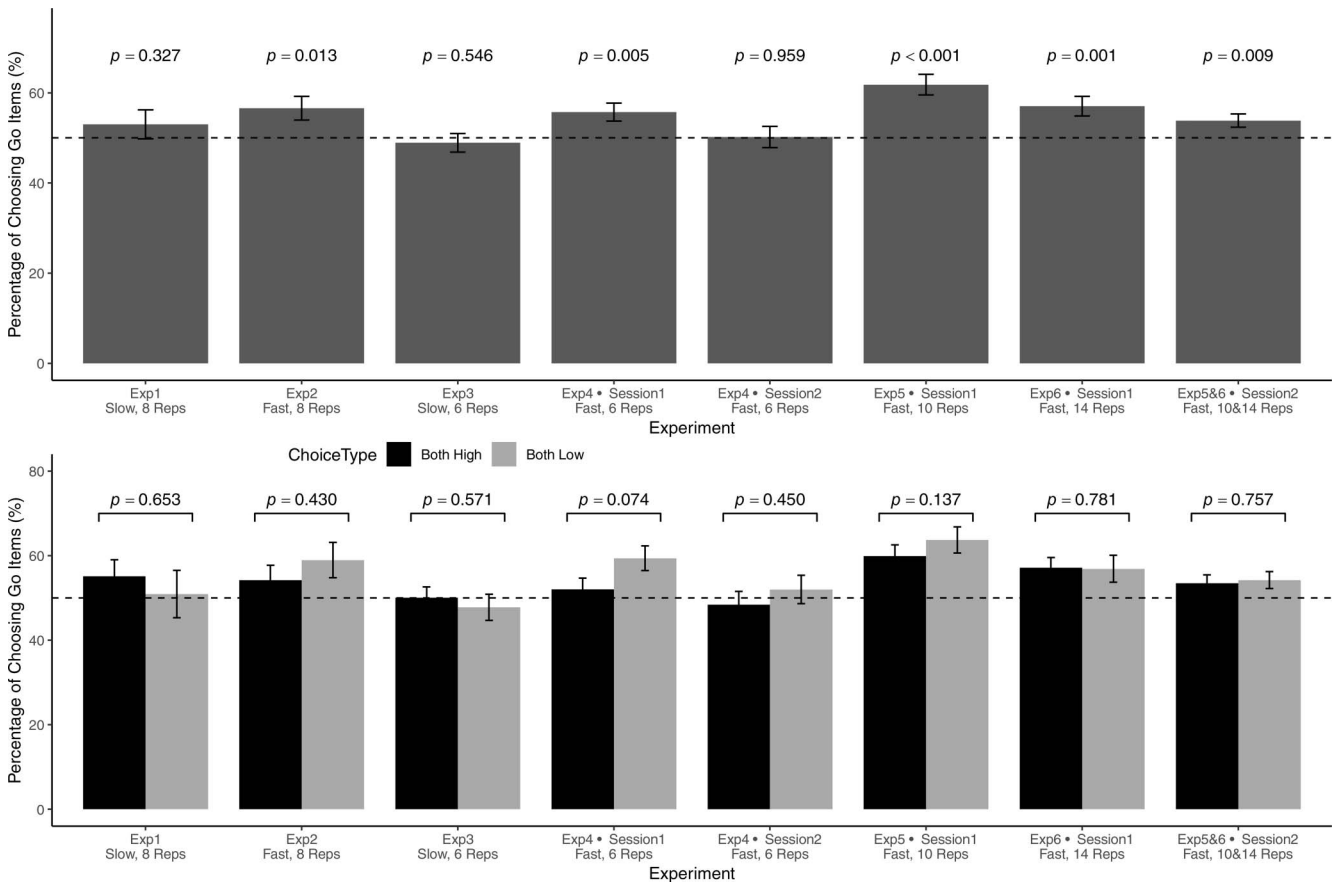 Percentage of Choosing Go Items (%)
p = 0.327
p = 0.013
p = 0.546
p = 0.005
p = 0.959
p < 0.001
p = 0.001
p = 0.009
60
40
20
0
Exp1
Slow, 8 Reps
Exp2
Fast, 8 Reps
Exp3
Slow, 6 Reps
Exp4 • Session1
Fast, 6 Reps
Exp4 • Session2
Fast, 6 Reps
Exp5 • Session1
Fast, 10 Reps
Exp6 • Session1
Fast, 14 Reps
Exp5&6 • Session2
Fast, 10&14 Reps
Experiment
ChoiceType
Both High
Both Low
Percentage of Choosing Go Items (%)
p = 0.653
p = 0.430
p = 0.571
p = 0.074
p = 0.450
p = 0.137
p = 0.781
p = 0.757
80
60
40
20
0
Exp1
Slow, 8 Reps
Exp2
Fast, 8 Reps
Exp3
Slow, 6 Reps
Exp4 • Session1
Fast, 6 Reps
Exp4 • Session2
Fast, 6 Reps
Exp5 • Session1
Fast, 10 Reps
Exp6 • Session1
Fast, 14 Reps
Exp5&6 • Session2
Fast, 10&14 Reps
Experiment